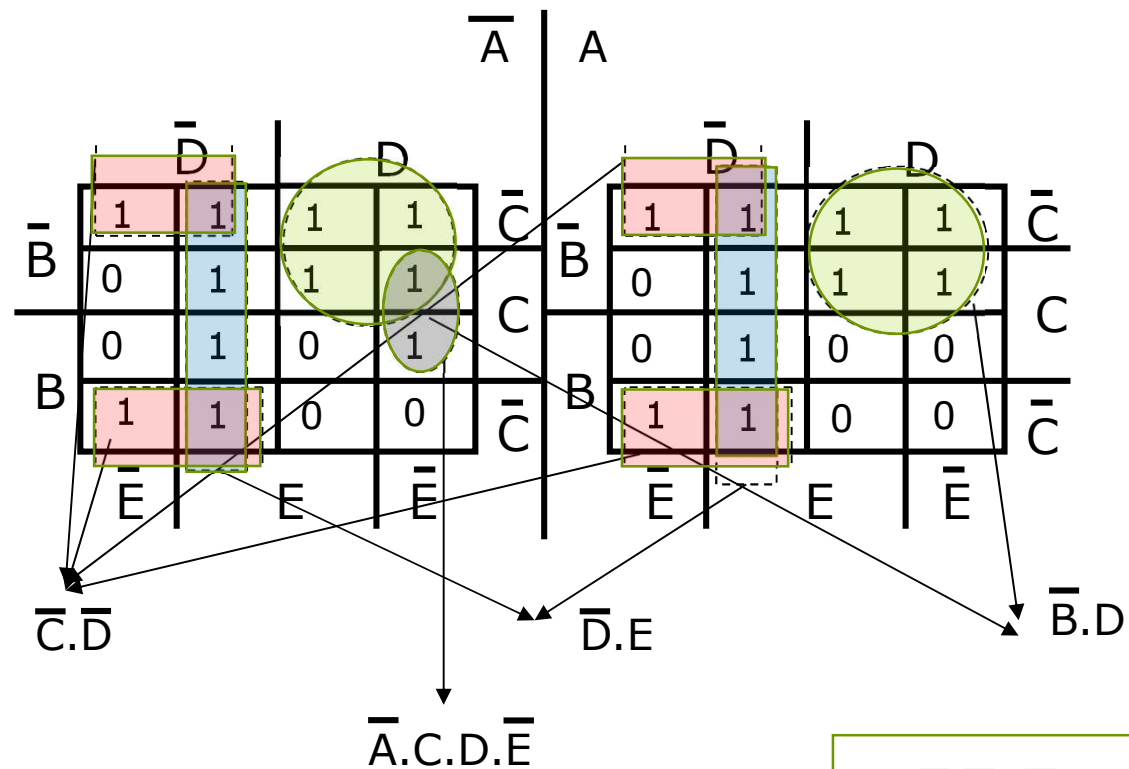 A̅ A
D̅ D D̅ D
1 1 1 1 C̅ 1 1 1 1 C̅
B̅ B̅
0 1 1 1 0 1 1 1
C C
0 1 0 1 0 1 0 0
B B
1 1 0 0 C̅ 1 1 0 0 C̅
E̅ E E̅ E̅ E E̅
C̅.D̅ D̅.E B̅.D
A̅.C.D.E̅